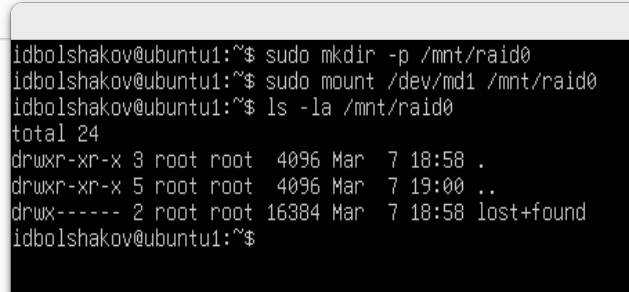 idbolshakov@ubuntu1:~$ sudo mkdir -p /mnt/raid0
idbolshakov@ubuntu1:~$ sudo mount /dev/md1 /mnt/raid0
idbolshakov@ubuntu1:~$ ls -la /mnt/raid0
total 24
drwxr-xr-x 3 root root  4096 Mar  7 18:58 .
drwxr-xr-x 5 root root  4096 Mar  7 19:00 ..
drwx------ 2 root root 16384 Mar  7 18:58 lost+found
idbolshakov@ubuntu1:~$